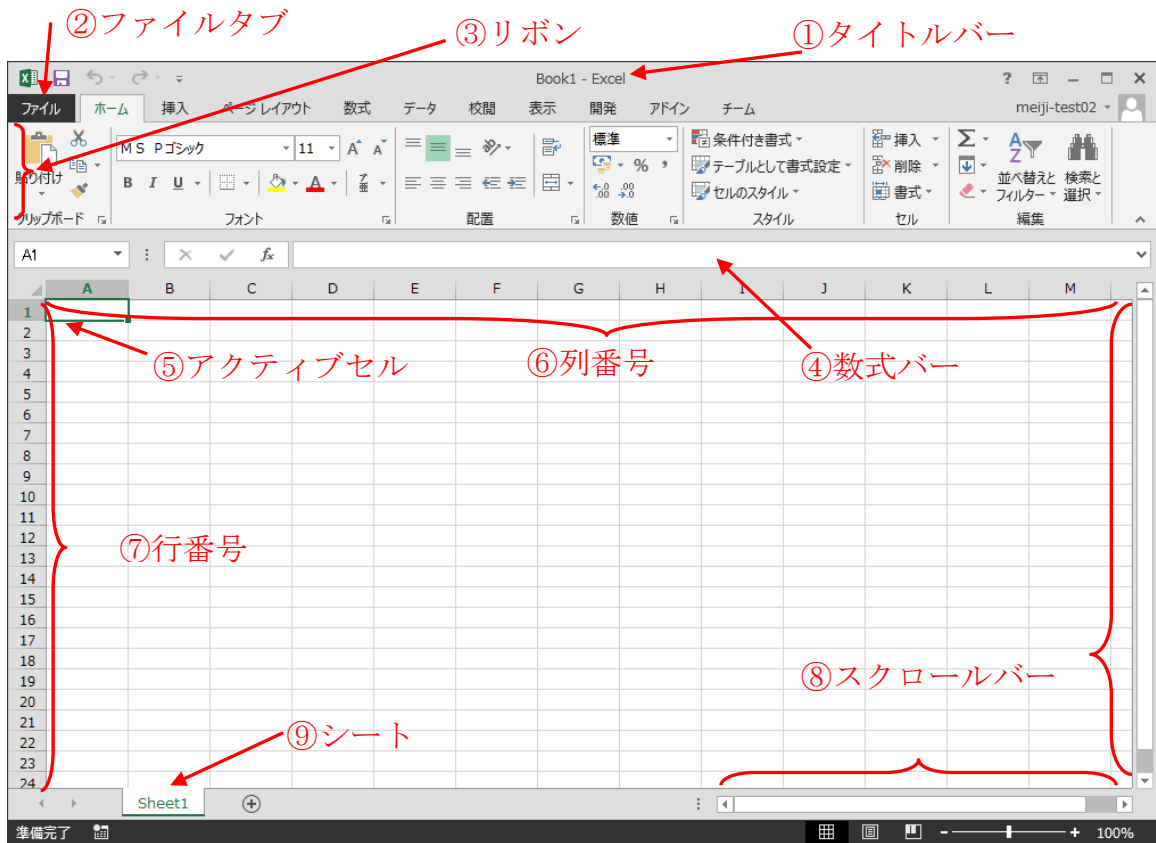 ②ファイルタブ
③リボン
①タイトルバー
Book1 - Excel
?
ファイル ホーム 挿入 ページ レイアウト 数式 データ 校閲 表示 開発 アドイン チーム meiji-test02
貼り付け
MS Pゴシック 11 A A
標準
条件付き書式
挿入
Σ
B I U A
% ,
テーブルとして書式設定
削除
並べ替えと
フィルター
検索と
選択
セルのスタイル
書式
クリップボード フォント 配置 数値 スタイル セル 編集
A1 fx
A B C D E F G H I J K L M
1
2
3
⑤アクティブセル ⑥列番号 ④数式バー
4
5
6
7
8
9
10
11
12
⑦行番号
13
14
15
16
17
18
⑧スクロールバー
19
20
21
⑨シート
22
23
24
Sheet1
準備完了 100%